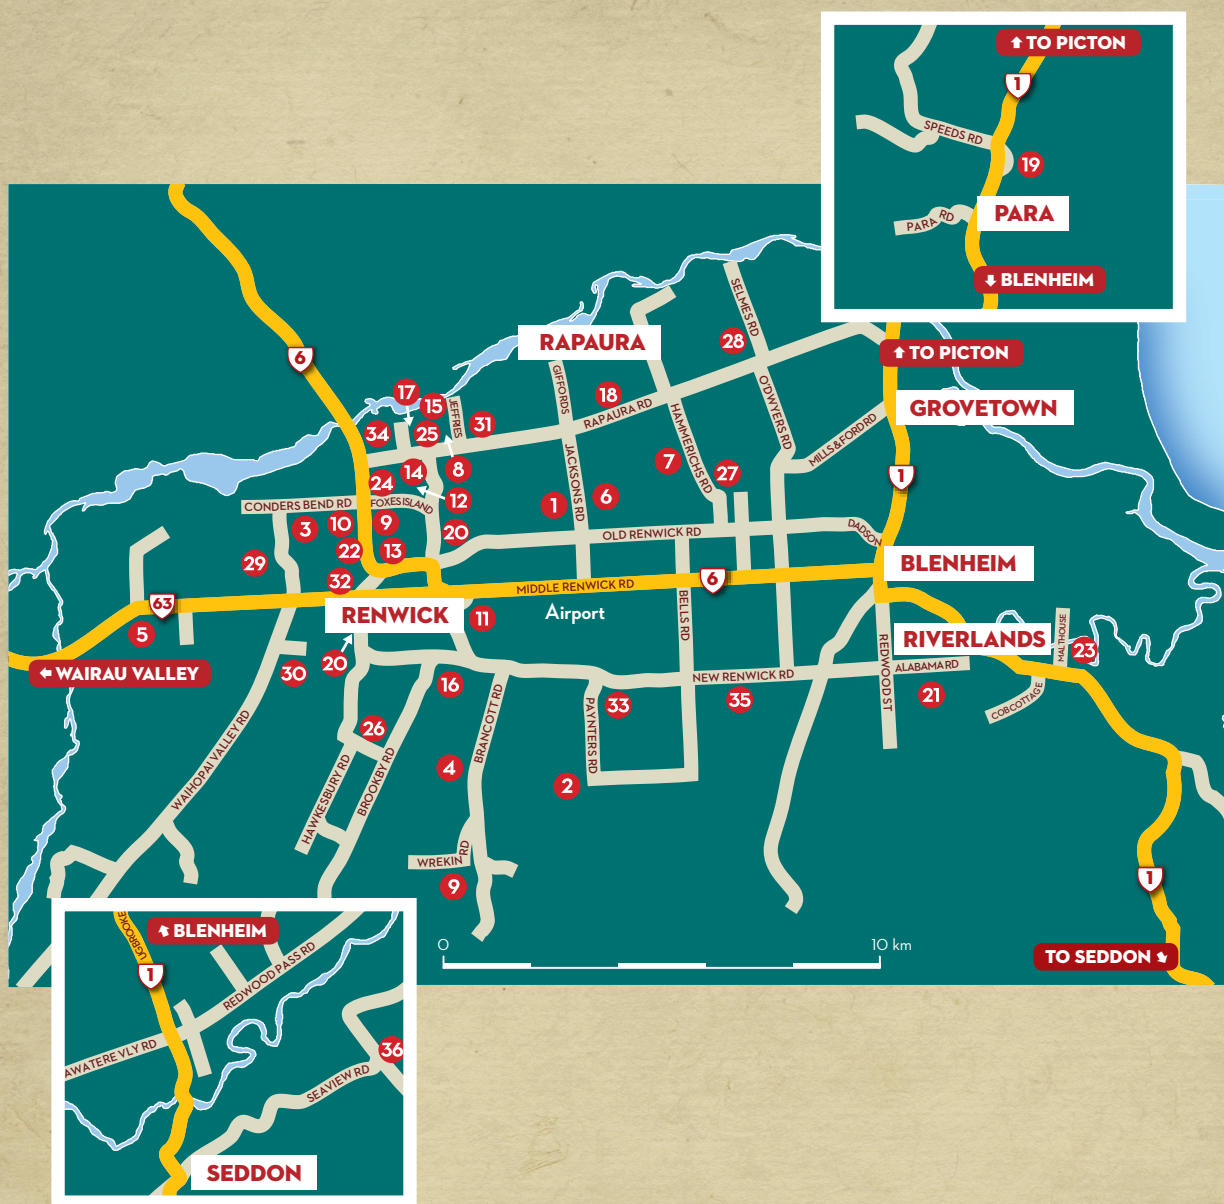 TO PICTON
1
SPEEDS RD
19
PARA
PARA RD
BLENHEIM
6
RAPAURA
SELMES RD
28
TO PICTON
GROVETOWN
GIFFORDS
18
RAPAURA RD
O'DWYERS RD
MILLS & FORD RD
17
15
JEFFRIES
31
34
25
HAMMERICHS RD
7
27
1
14
8
JACKSONS RD
24
12
1
6
CONDERS BEND RD
FOXES ISLAND
3
10
9
20
OLD RENWICK RD
DADSON
29
22
13
BLENHEIM
32
MIDDLE RENWICK RD
6
63
RENWICK
11
Airport
BELLS RD
5
RIVERLANDS
MALTHOUSE
23
WAIRAU VALLEY
30
20
16
NEW RENWICK RD
REDWOOD ST
ALABAMA RD
21
COBCOTTAGE
33
35
BRANCOTT RD
PAYNTERS RD
26
WAIHOPAI VALLEY RD
HAWKESBURY RD
BROOKBY RD
4
2
WREKIN RD
9
1
0
10 km
TO SEDDON
UGBROOKE
BLENHEIM
1
REDWOOD PASS RD
AWATERE VLY RD
36
SEAVIEW RD
SEDDON